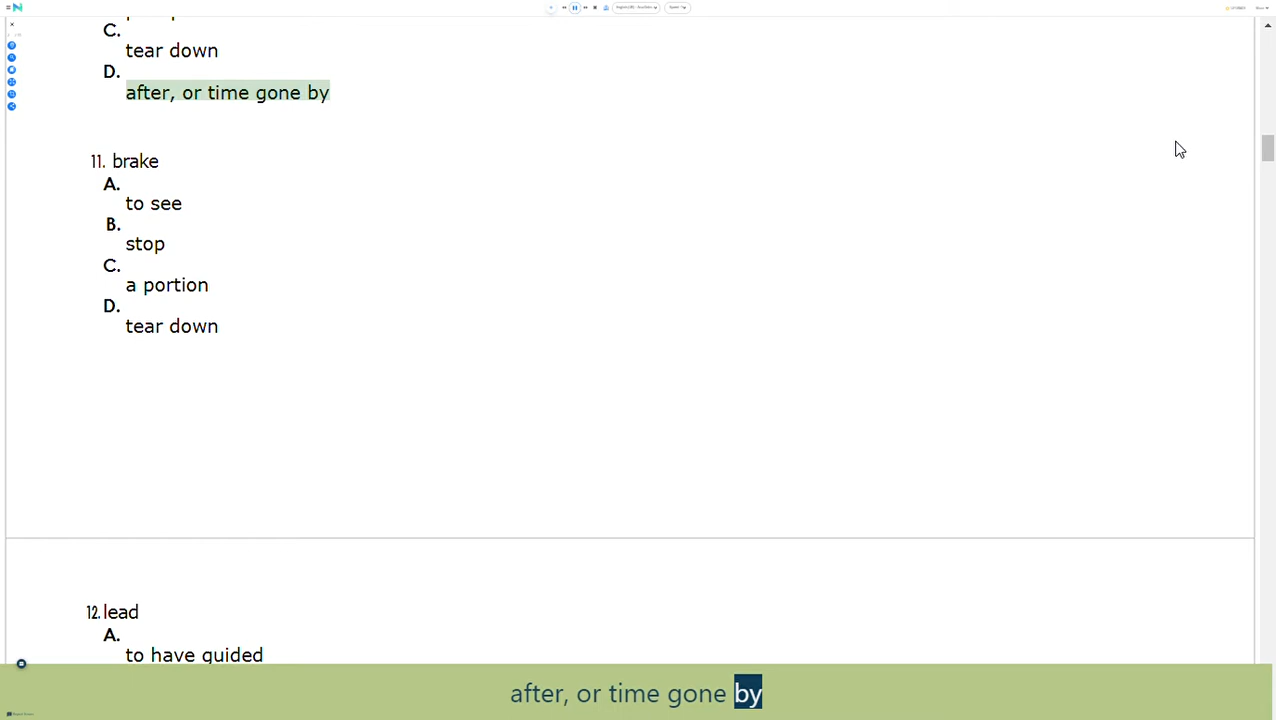 C.
tear down
D.
after, or time gone by
11. brake
A.
to see
B.
stop
C.
a portion
D.
tear down
12. lead
A.
to have guided
after, or time gone by